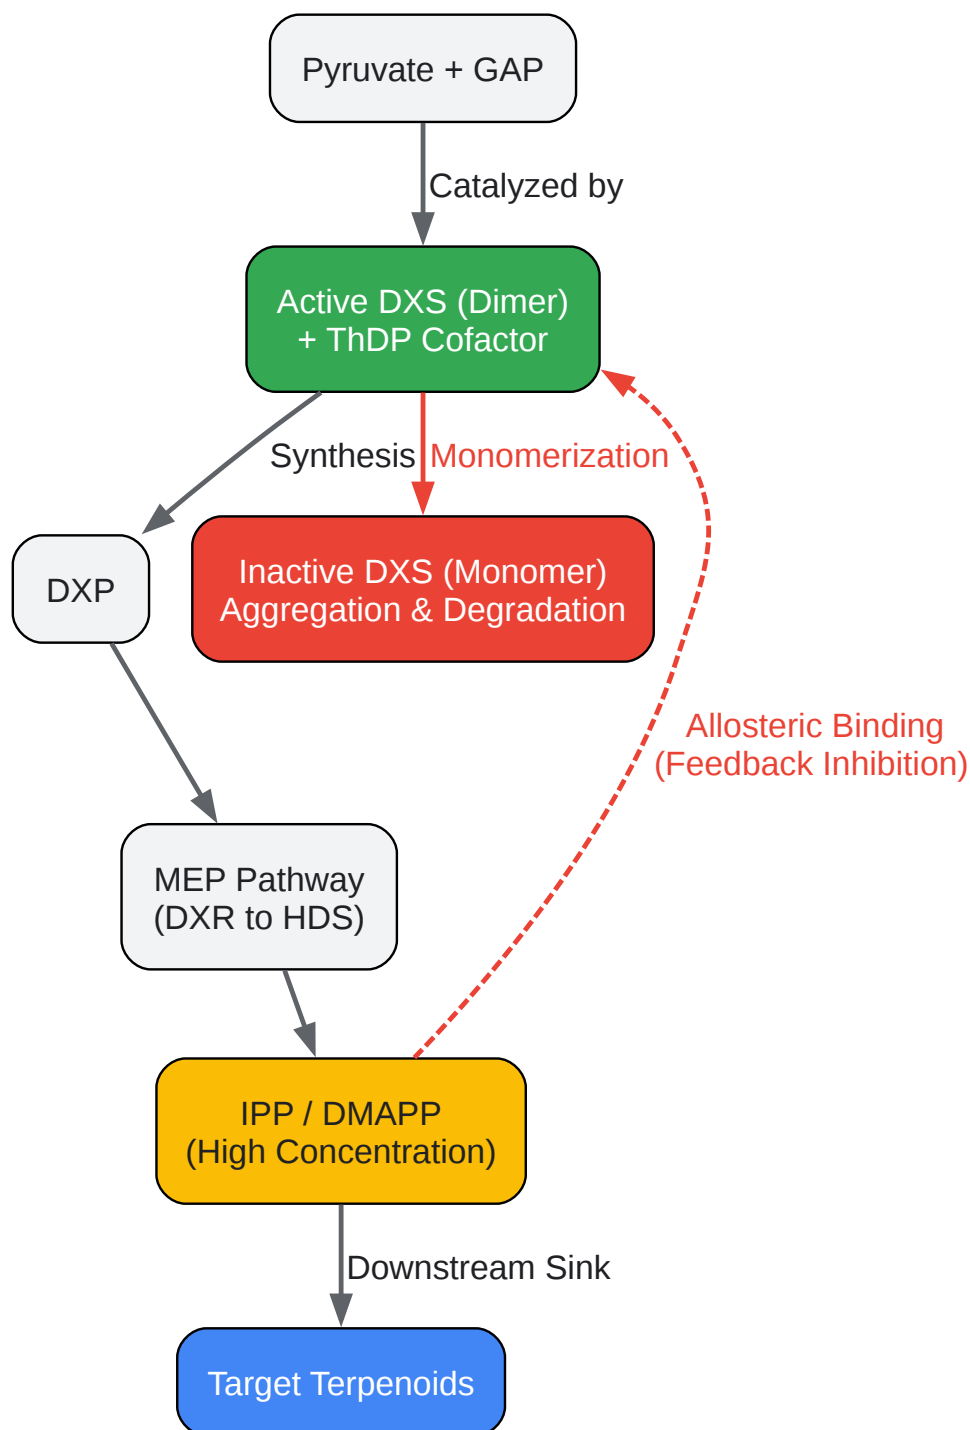 Pyruvate + GAP
Catalyzed by
Active DXS (Dimer)
+ ThDP Cofactor
Synthesis
Monomerization
Inactive DXS (Monomer)
Aggregation & Degradation
DXP
Allosteric Binding
(Feedback Inhibition)
MEP Pathway
(DXR to HDS)
IPP / DMAPP
(High Concentration)
Downstream Sink
Target Terpenoids